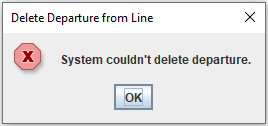 Delete Departure from Line
System couldn't delete departure.
OK